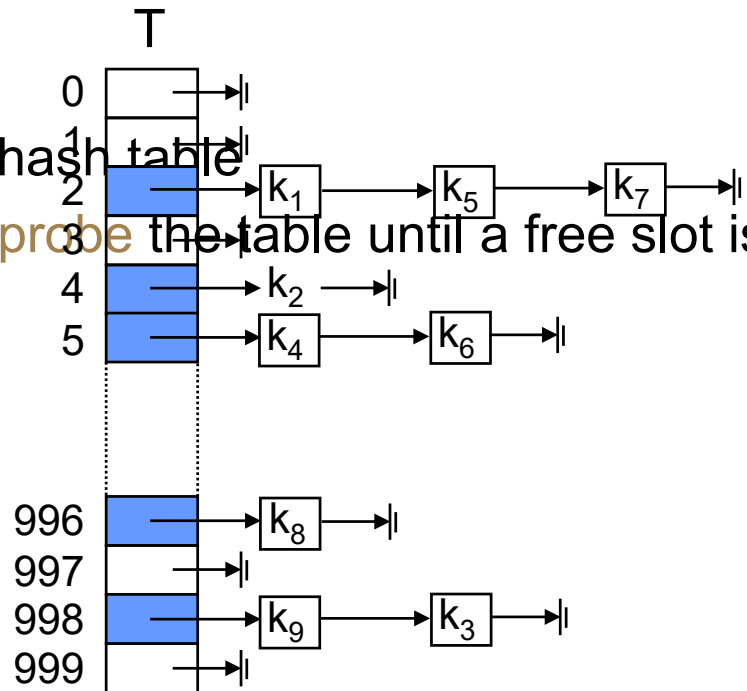 T
0
1
hash table
2 k₁ k₅ k₇
probe the table until a free slot is
3
4 k₂
5 k₄ k₆
996 k₈
997
998 k₉ k₃
999